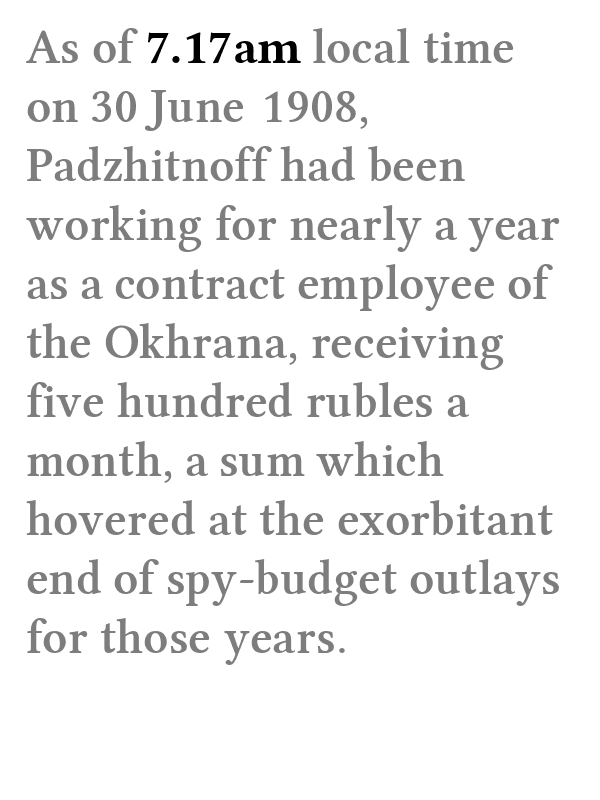 As of 7.17am local time
on 30 June 1908,
Padzhitnoff had been
working for nearly a year
as a contract employee of
the Okhrana, receiving
five hundred rubles a
month, a sum which
hovered at the exorbitant
end of spy-budget outlays
for those years.